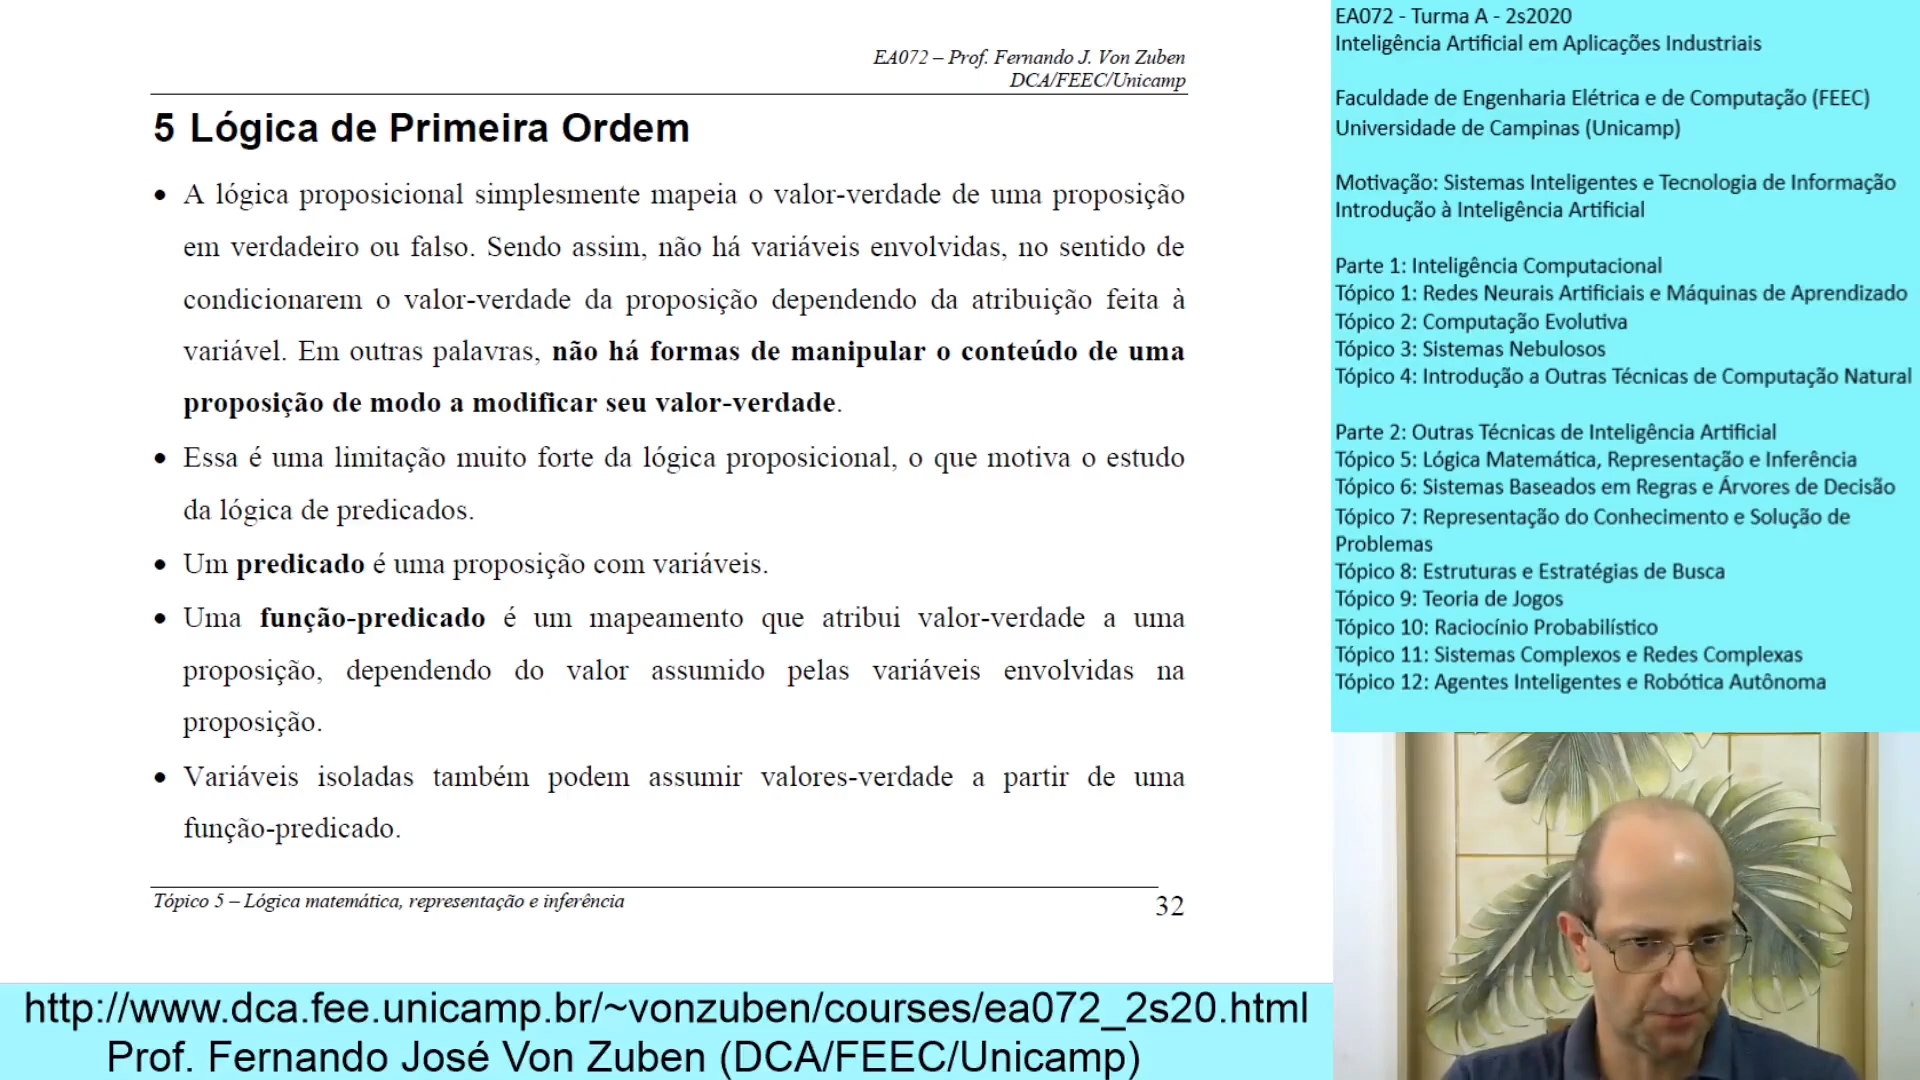 EA072 – Prof. Fernando J. Von Zuben
DCA/FEEC/Unicamp
5 Lógica de Primeira Ordem
• A lógica proposicional simplesmente mapeia o valor-verdade de uma proposição
em verdadeiro ou falso. Sendo assim, não há variáveis envolvidas, no sentido de
condicionarem o valor-verdade da proposição dependendo da atribuição feita à
variável. Em outras palavras, não há formas de manipular o conteúdo de uma
proposição de modo a modificar seu valor-verdade.
• Essa é uma limitação muito forte da lógica proposicional, o que motiva o estudo
da lógica de predicados.
• Um predicado é uma proposição com variáveis.
• Uma função-predicado é um mapeamento que atribui valor-verdade a uma
proposição, dependendo do valor assumido pelas variáveis envolvidas na
proposição.
• Variáveis isoladas também podem assumir valores-verdade a partir de uma
função-predicado.
Tópico 5 – Lógica matemática, representação e inferência
32
http://www.dca.fee.unicamp.br/~vonzuben/courses/ea072_2s20.html
Prof. Fernando José Von Zuben (DCA/FEEC/Unicamp)
EA072 - Turma A - 2s2020
Inteligência Artificial em Aplicações Industriais
Faculdade de Engenharia Elétrica e de Computação (FEEC)
Universidade de Campinas (Unicamp)
Motivação: Sistemas Inteligentes e Tecnologia de Informação
Introdução à Inteligência Artificial
Parte 1: Inteligência Computacional
Tópico 1: Redes Neurais Artificiais e Máquinas de Aprendizado
Tópico 2: Computação Evolutiva
Tópico 3: Sistemas Nebulosos
Tópico 4: Introdução a Outras Técnicas de Computação Natural
Parte 2: Outras Técnicas de Inteligência Artificial
Tópico 5: Lógica Matemática, Representação e Inferência
Tópico 6: Sistemas Baseados em Regras e Árvores de Decisão
Tópico 7: Representação do Conhecimento e Solução de
Problemas
Tópico 8: Estruturas e Estratégias de Busca
Tópico 9: Teoria de Jogos
Tópico 10: Raciocínio Probabilístico
Tópico 11: Sistemas Complexos e Redes Complexas
Tópico 12: Agentes Inteligentes e Robótica Autônoma